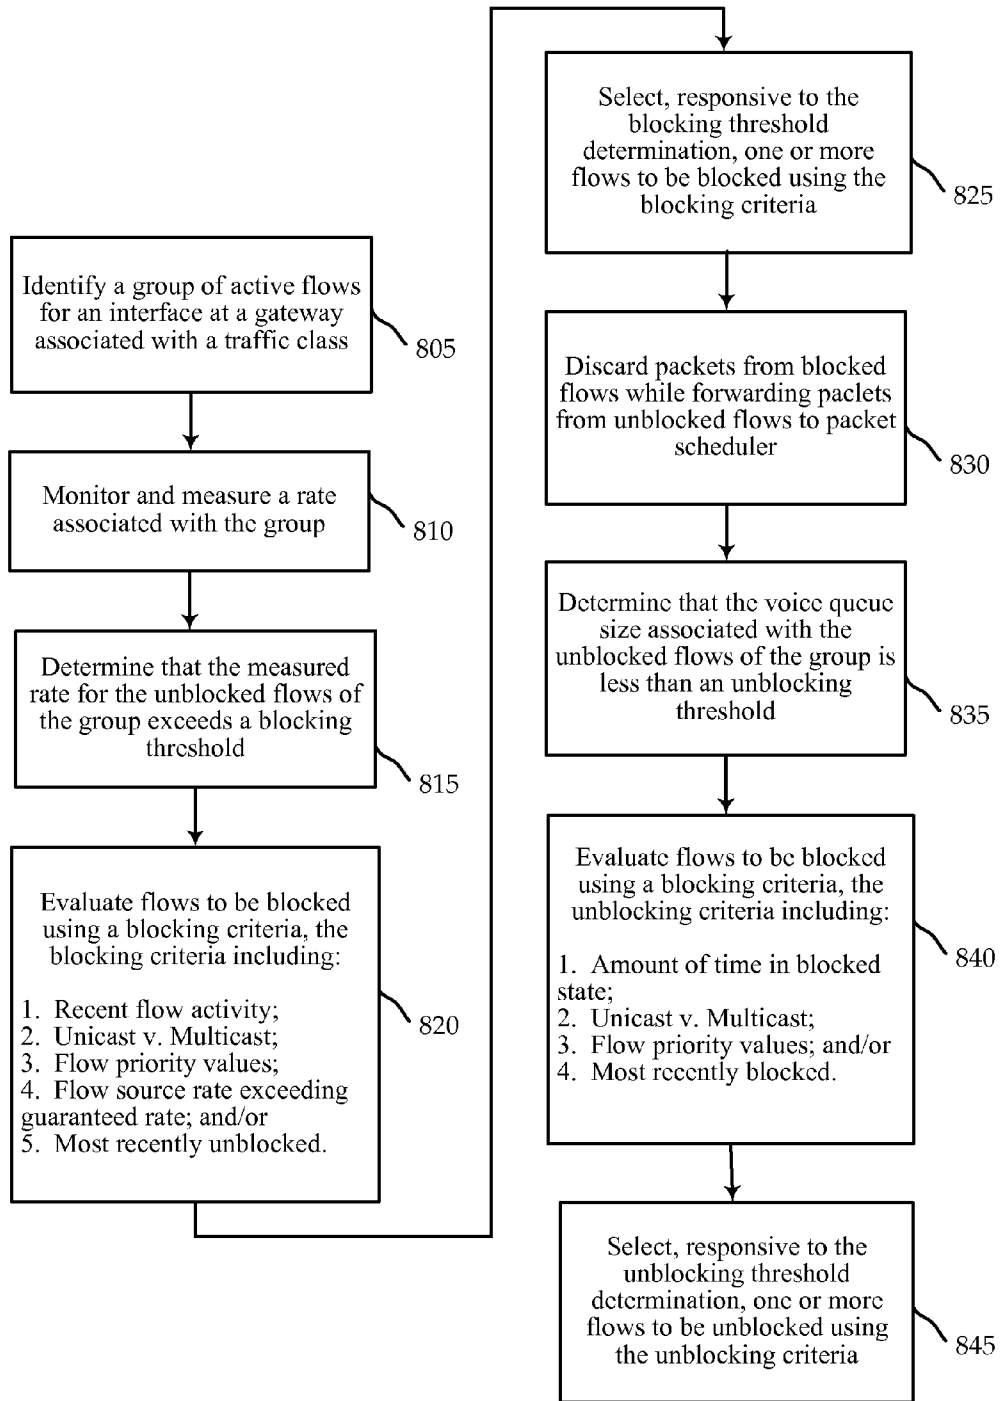 Identify a group of active flows
for an interface at a gateway
associated with a traffic class
805
Monitor and measure a rate
associated with the group
810
Determine that the measured
rate for the unblocked flows of
the group exceeds a blocking
threshold
815
Evaluate flows to be blocked
using a blocking criteria, the
blocking criteria including:
1. Recent flow activity;
2. Unicast v. Multicast;
3. Flow priority values;
4. Flow source rate exceeding
guaranteed rate; and/or
5. Most recently unblocked.
820
Select, responsive to the
blocking threshold
determination, one or more
flows to be blocked using the
blocking criteria
825
Discard packets from blocked
flows while forwarding paclets
from unblocked flows to packet
scheduler
830
Determine that the voice queue
size associated with the
unblocked flows of the group is
less than an unblocking
threshold
835
Evaluate flows to be blocked
using a blocking criteria, the
unblocking criteria including:
1. Amount of time in blocked
state;
2. Unicast v. Multicast;
3. Flow priority values; and/or
4. Most recently blocked.
840
Select, responsive to the
unblocking threshold
determination, one or more
flows to be unblocked using
the unblocking criteria
845